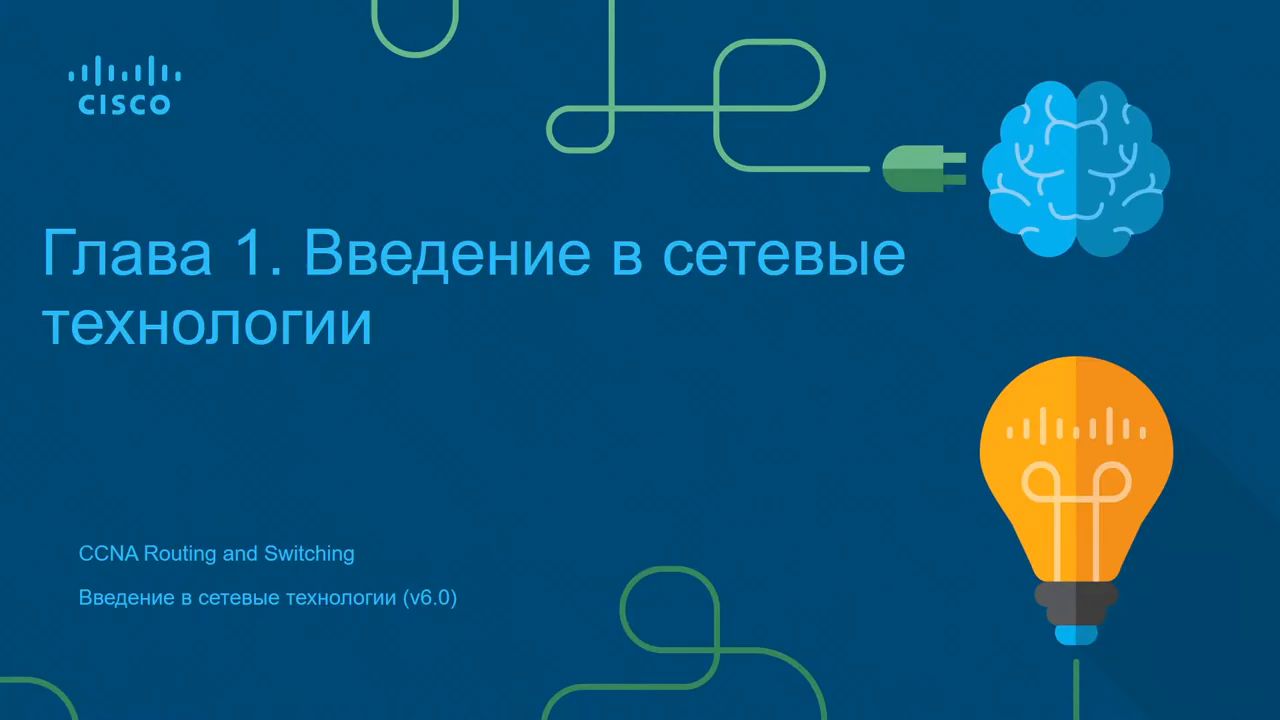 CISCO
Глава 1. Введение в сетевые
технологии
CCNA Routing and Switching
Введение в сетевые технологии (v6.0)